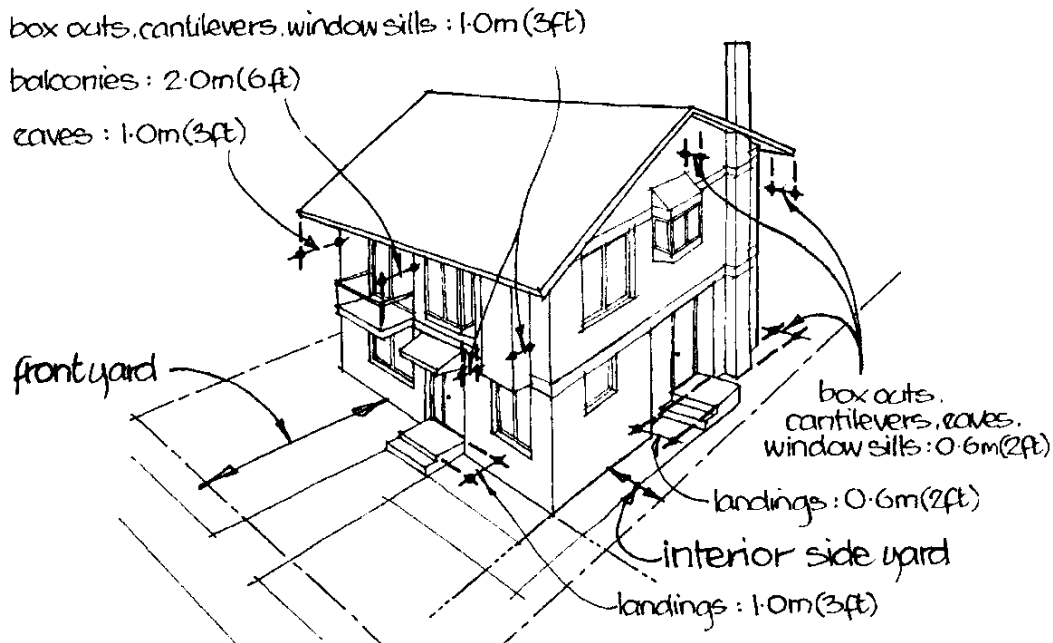 box outs, cantilevers, window sills : 1.0m (3ft)
balconies : 2.0m (6ft)
eaves : 1.0m (3ft)
front yard
box outs,
cantilevers, eaves,
window sills : 0.6m (2ft)
landings : 0.6m (2ft)
interior side yard
landings : 1.0m (3ft)